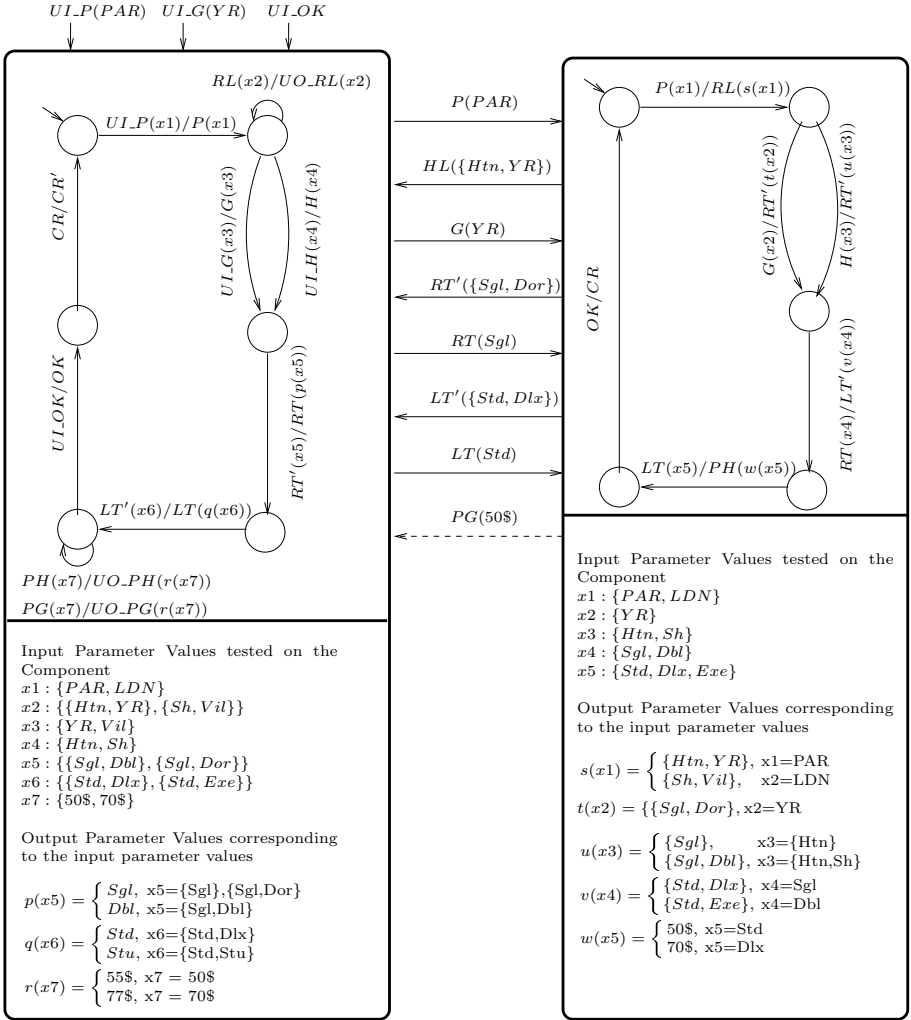 UI_P(PAR) UI_G(YR) UI_OK
RL(x2)/UO_RL(x2)
UI_P(x1)/P(x1)
CR/CR′
UI_G(x3)/G(x3)
UI_H(x4)/H(x4)
UI_OK/OK
RT′(x5)/RT(p(x5))
LT′(x6)/LT(q(x6))
PH(x7)/UO_PH(r(x7))
PG(x7)/UO_PG(r(x7))
Input Parameter Values tested on the
Component
x1 : {PAR, LDN}
x2 : {{Htn, YR}, {Sh, Vil}}
x3 : {YR, Vil}
x4 : {Htn, Sh}
x5 : {{Sgl, Dbl}, {Sgl, Dor}}
x6 : {{Std, Dlx}, {Std, Exe}}
x7 : {50$, 70$}
Output Parameter Values corresponding
to the input parameter values
p(x5) = { Sgl, x5={Sgl},{Sgl,Dor}
Dbl, x5={Sgl,Dbl}
q(x6) = { Std, x6={Std,Dlx}
Stu, x6={Std,Stu}
r(x7) = { 55$, x7 = 50$
77$, x7 = 70$
P(PAR)
HL({Htn, YR})
G(YR)
RT′({Sgl, Dor})
RT(Sgl)
LT′({Std, Dlx})
LT(Std)
PG(50$)
P(x1)/RL(s(x1))
G(x2)/RT′(t(x2))
H(x3)/RT′(u(x3))
OK/CR
RT(x4)/LT′(v(x4))
LT(x5)/PH(w(x5))
Input Parameter Values tested on the
Component
x1 : {PAR, LDN}
x2 : {YR}
x3 : {Htn, Sh}
x4 : {Sgl, Dbl}
x5 : {Std, Dlx, Exe}
Output Parameter Values corresponding
to the input parameter values
s(x1) = { {Htn, YR}, x1=PAR
{Sh, Vil}, x2=LDN
t(x2) = {{Sgl, Dor}, x2=YR
u(x3) = { {Sgl}, x3={Htn}
{Sgl, Dbl}, x3={Htn,Sh}
v(x4) = { {Std, Dlx}, x4=Sgl
{Std, Exe}, x4=Dbl
w(x5) = { 50$, x5=Std
70$, x5=Dlx